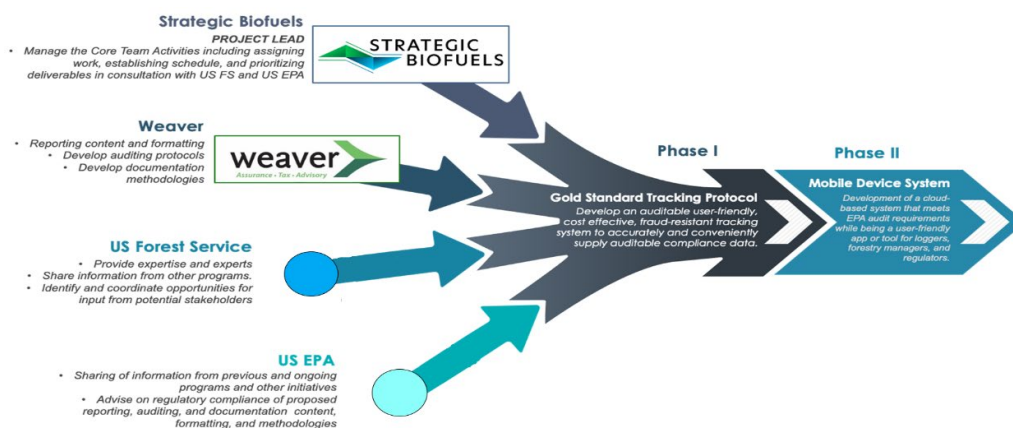 Strategic Biofuels
PROJECT LEAD
• Manage the Core Team Activities including assigning
work, establishing schedule, and prioritizing
deliverables in consultation with US FS and US EPA
STRATEGIC
BIOFUELS
Weaver
• Reporting content and formatting
• Develop auditing protocols
• Develop documentation
methodologies
weaver
Assurance • Tax • Advisory
US Forest Service
• Provide expertise and experts
• Share information from other programs.
• Identify and coordinate opportunities for
input from potential stakeholders
US EPA
• Sharing of information from previous and ongoing
programs and other initiatives
• Advise on regulatory compliance of proposed
reporting, auditing, and documentation content,
formatting, and methodologies
Phase I
Gold Standard Tracking Protocol
Develop an auditable user-friendly,
cost effective, fraud-resistant tracking
system to accurately and conveniently
supply auditable compliance data.
Phase II
Mobile Device System
Development of a cloud-
based system that meets
EPA audit requirements
while being a user-friendly
app or tool for loggers,
forestry managers, and
regulators.